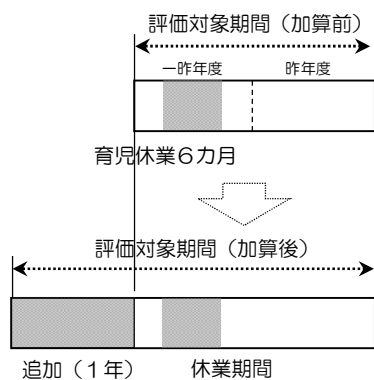 評価対象期間（加算前）
一昨年度 昨年度
育児休業6カ月
評価対象期間（加算後）
追加（1年） 休業期間